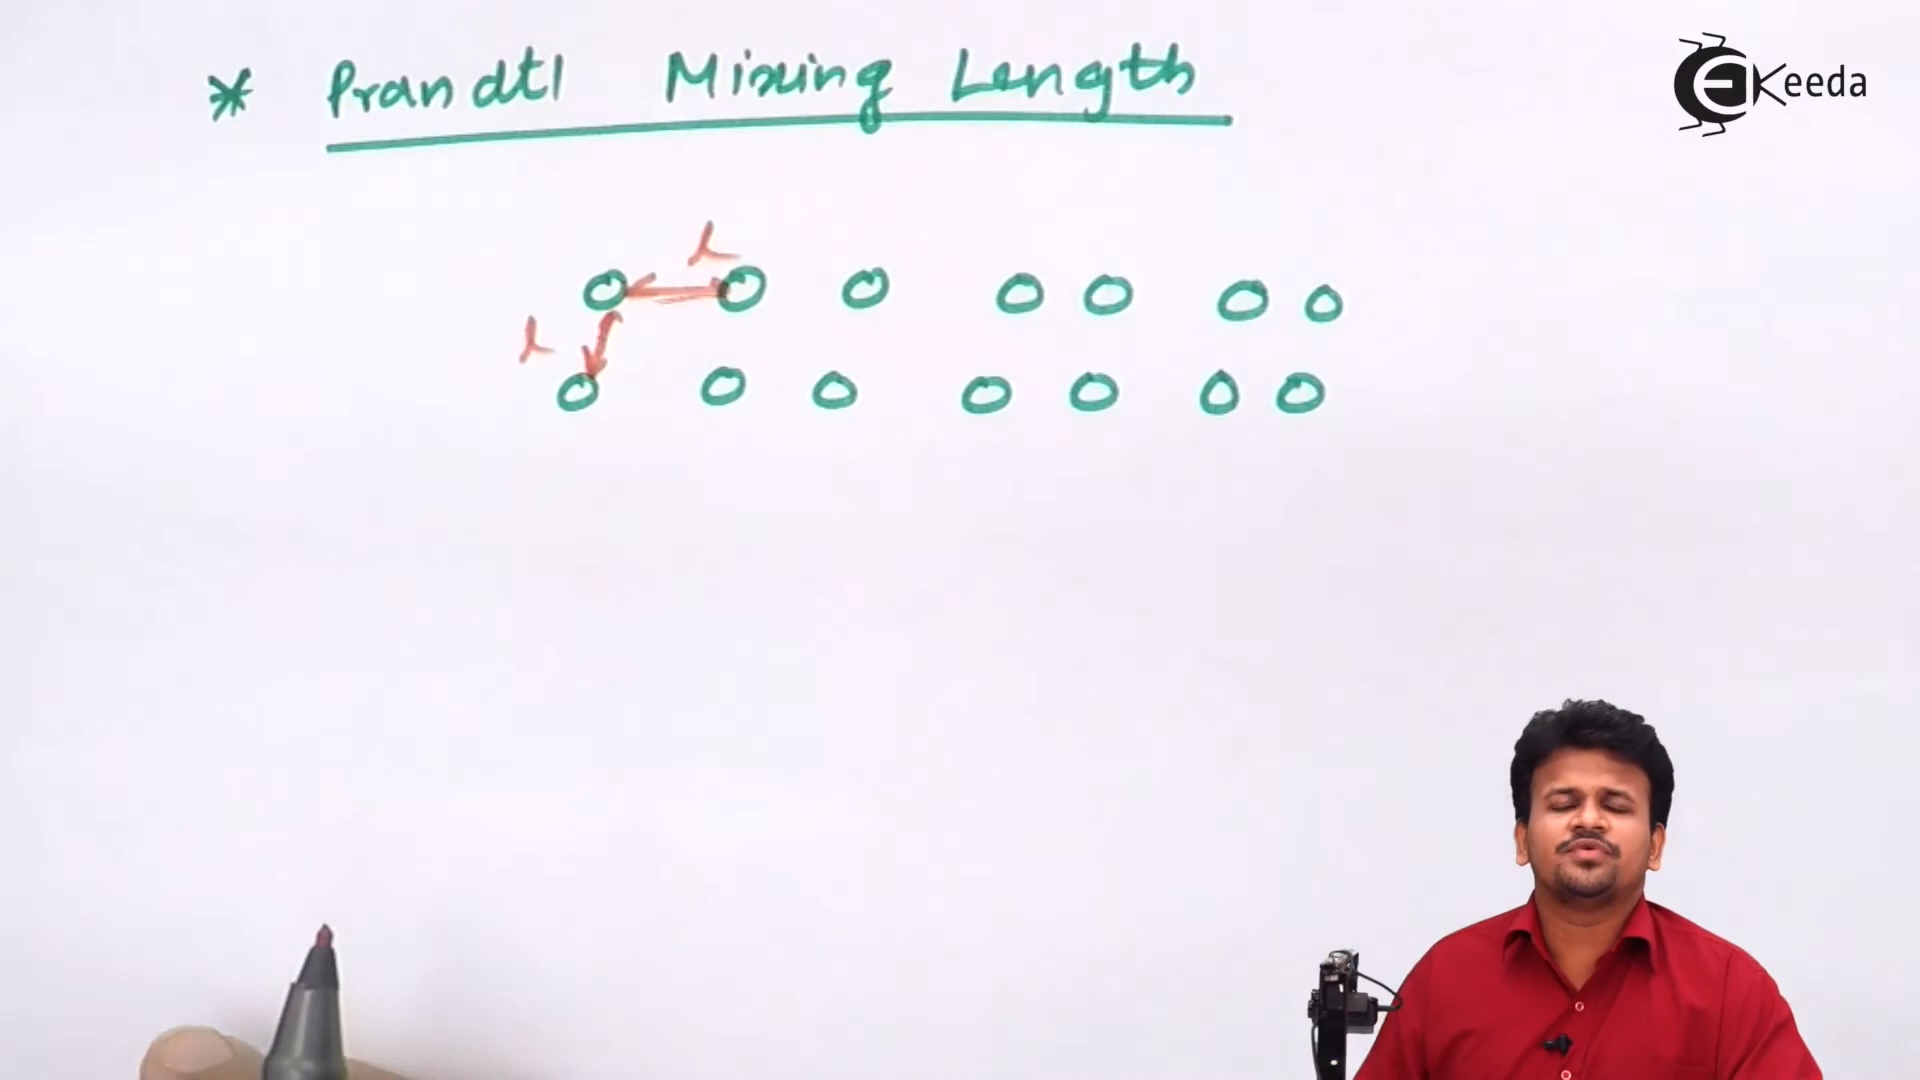 * Prandtl Mixing Length
EKeeda
λ
λ